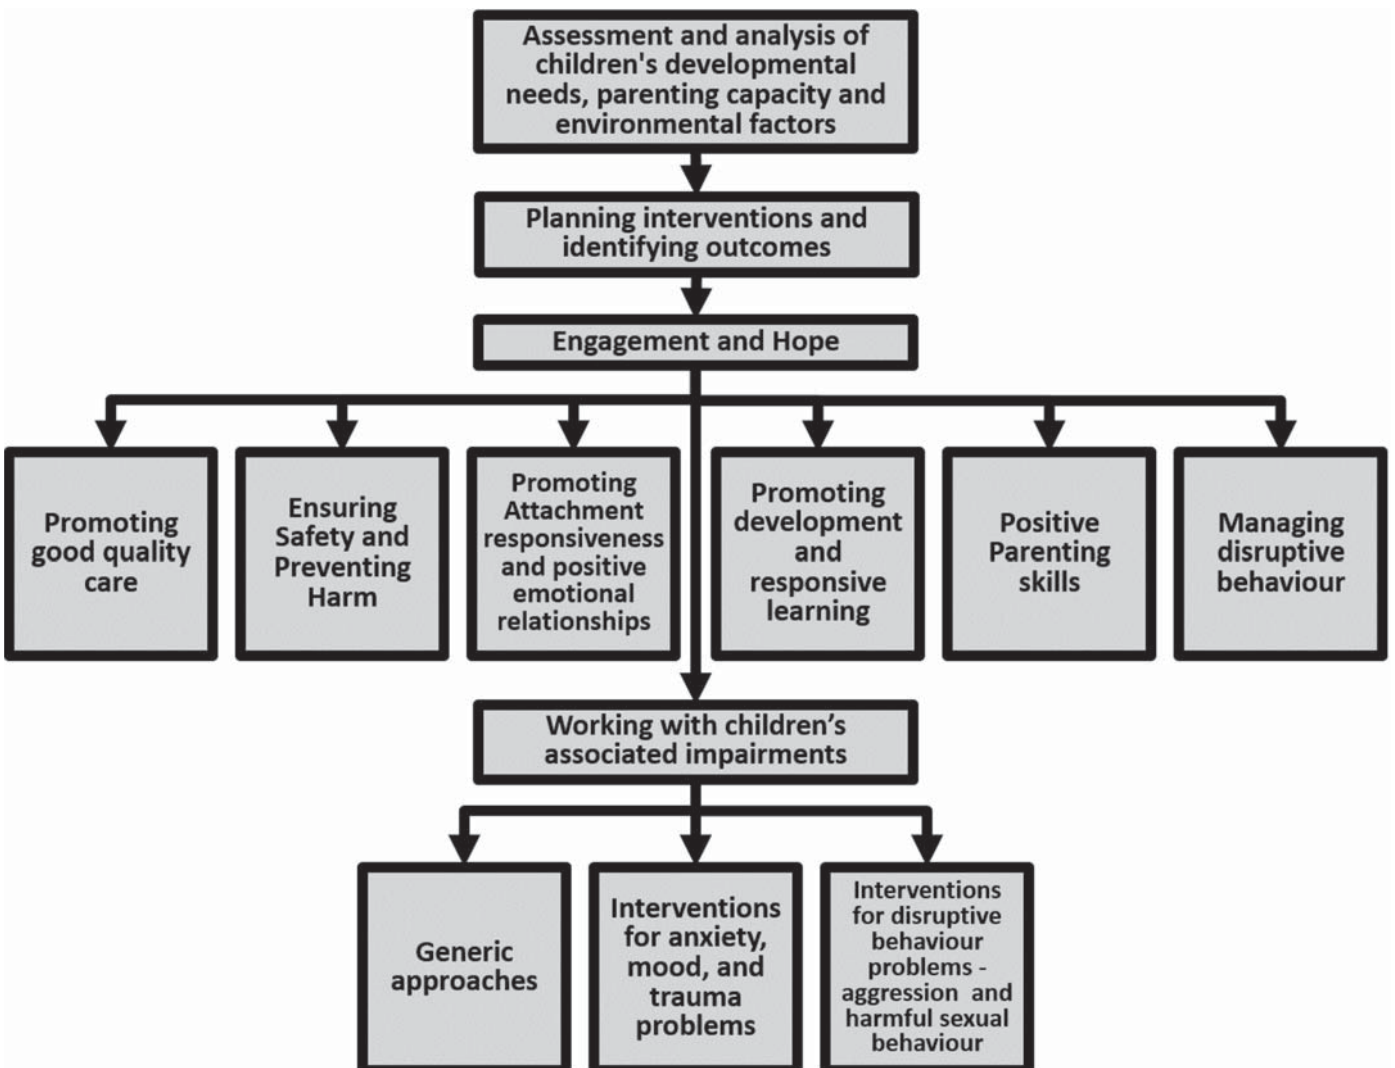 Assessment and analysis of
children's developmental
needs, parenting capacity and
environmental factors
Planning interventions and
identifying outcomes
Engagement and Hope
Promoting
good quality
care
Ensuring
Safety and
Preventing
Harm
Promoting
Attachment
responsiveness
and positive
emotional
relationships
Promoting
development
and
responsive
learning
Positive
Parenting
skills
Managing
disruptive
behaviour
Working with children’s
associated impairments
Generic
approaches
Interventions
for anxiety,
mood, and
trauma
problems
Interventions
for disruptive
behaviour
problems -
aggression and
harmful sexual
behaviour